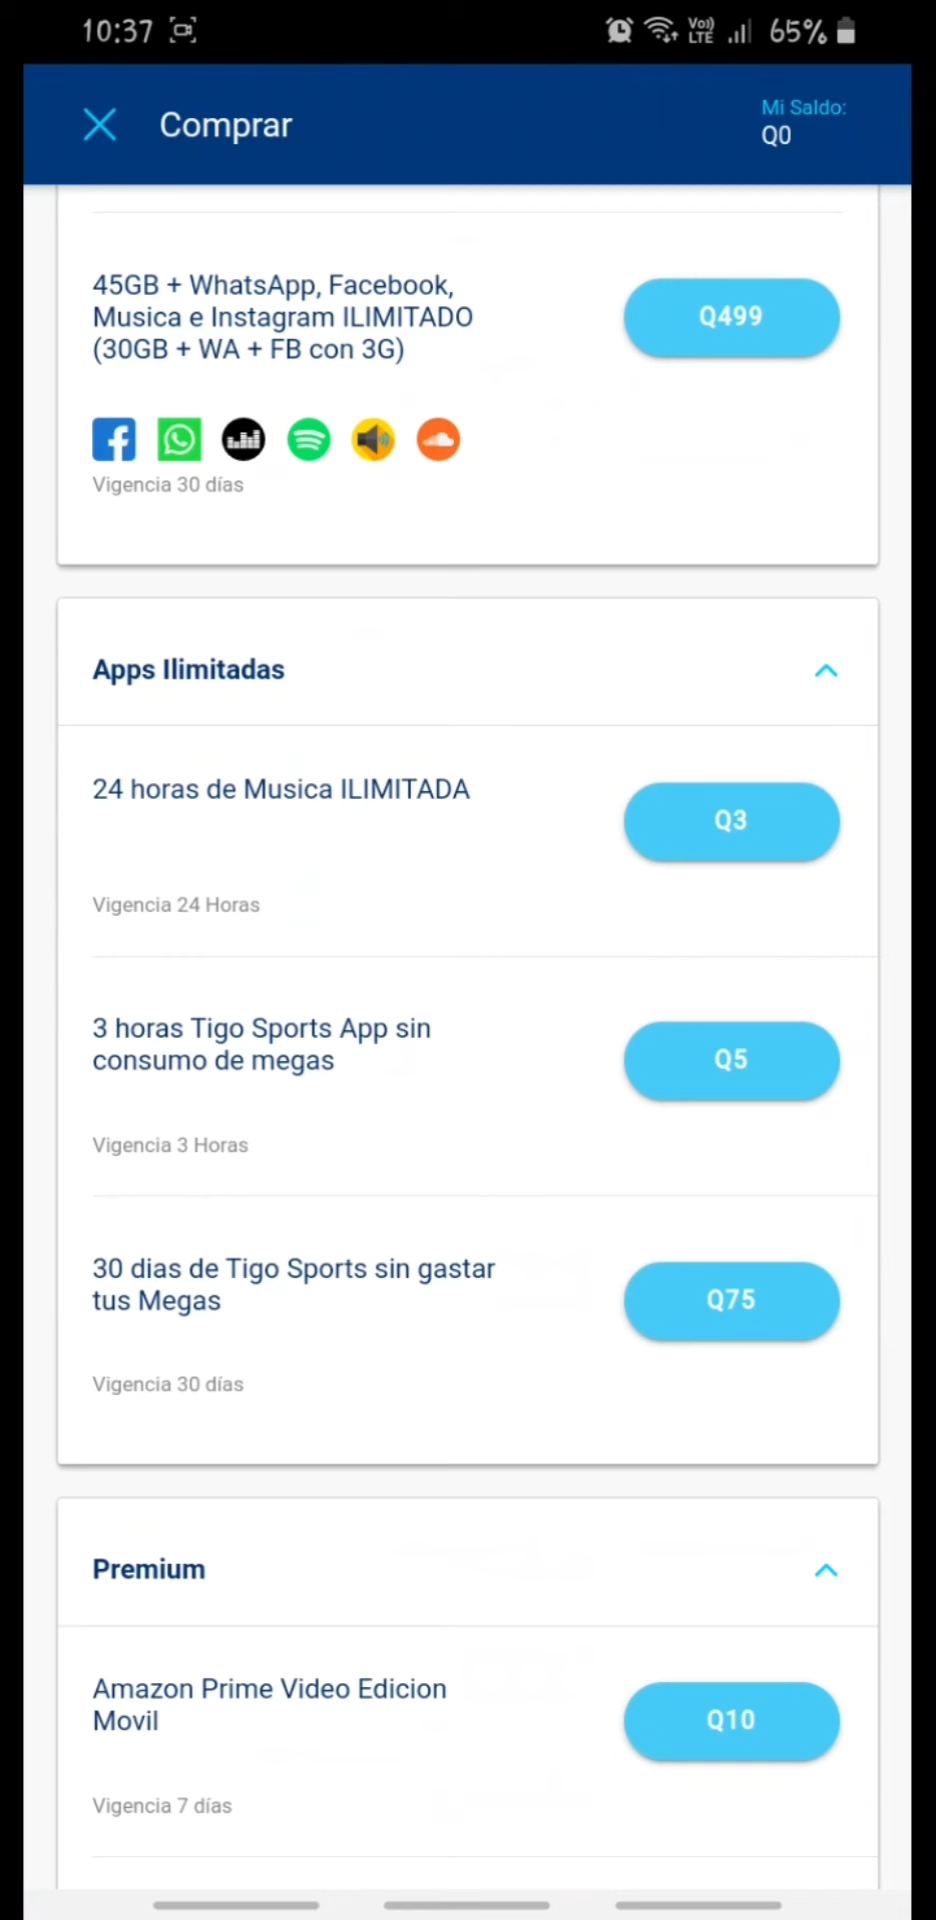 10:37
Vo))
LTE
65%
Comprar
Mi Saldo:
Q0
45GB + WhatsApp, Facebook,
Musica e Instagram ILIMITADO
(30GB + WA + FB con 3G)
Q499
Vigencia 30 días
Apps Ilimitadas
24 horas de Musica ILIMITADA
Q3
Vigencia 24 Horas
3 horas Tigo Sports App sin
consumo de megas
Q5
Vigencia 3 Horas
30 dias de Tigo Sports sin gastar
tus Megas
Q75
Vigencia 30 días
Premium
Amazon Prime Video Edicion
Movil
Q10
Vigencia 7 días